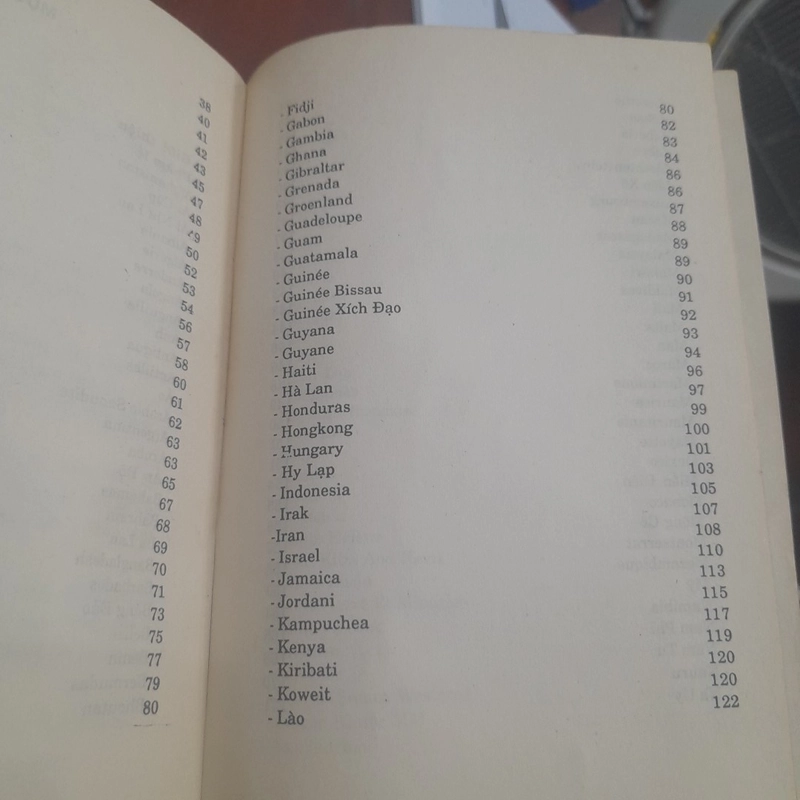 38
40
41
42
43
45
47
48
49
50
52
53
54
56
57
58
60
61
62
63
63
65
67
68
69
70
71
73
75
77
79
80
- Fidji 80
- Gabon 82
- Gambia 83
- Ghana 84
- Gibraltar 86
- Grenada 86
- Groenland 87
- Guadeloupe 88
- Guam 89
- Guatamala 89
- Guinée 90
- Guinée Bissau 91
- Guinée Xích Đạo 92
- Guyana 93
- Guyane 94
- Haiti 96
- Hà Lan 97
- Honduras 99
- Hongkong 100
- Hungary 101
- Hy Lạp 103
- Indonesia 105
- Irak 107
-Iran 108
- Israel 110
- Jamaica 113
- Jordani 115
- Kampuchea 117
- Kenya 119
- Kiribati 120
- Koweit 120
- Lào 122